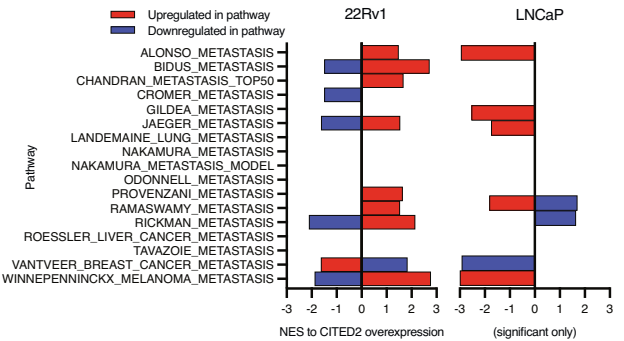 Upregulated in pathway
Downregulated in pathway
22Rv1
LNCaP
Pathway
ALONSO_METASTASIS
BIDUS_METASTASIS
CHANDRAN_METASTASIS_TOP50
CROMER_METASTASIS
GILDEA_METASTASIS
JAEGER_METASTASIS
LANDEMAINE_LUNG_METASTASIS
NAKAMURA_METASTASIS
NAKAMURA_METASTASIS_MODEL
ODONNELL_METASTASIS
PROVENZANI_METASTASIS
RAMASWAMY_METASTASIS
RICKMAN_METASTASIS
ROESSLER_LIVER_CANCER_METASTASIS
TAVAZOIE_METASTASIS
VANTVEER_BREAST_CANCER_METASTASIS
WINNEPENNINCKX_MELANOMA_METASTASIS
-3 -2 -1 0 1 2 3
-3 -2 -1 0 1 2 3
NES to CITED2 overexpression
(significant only)